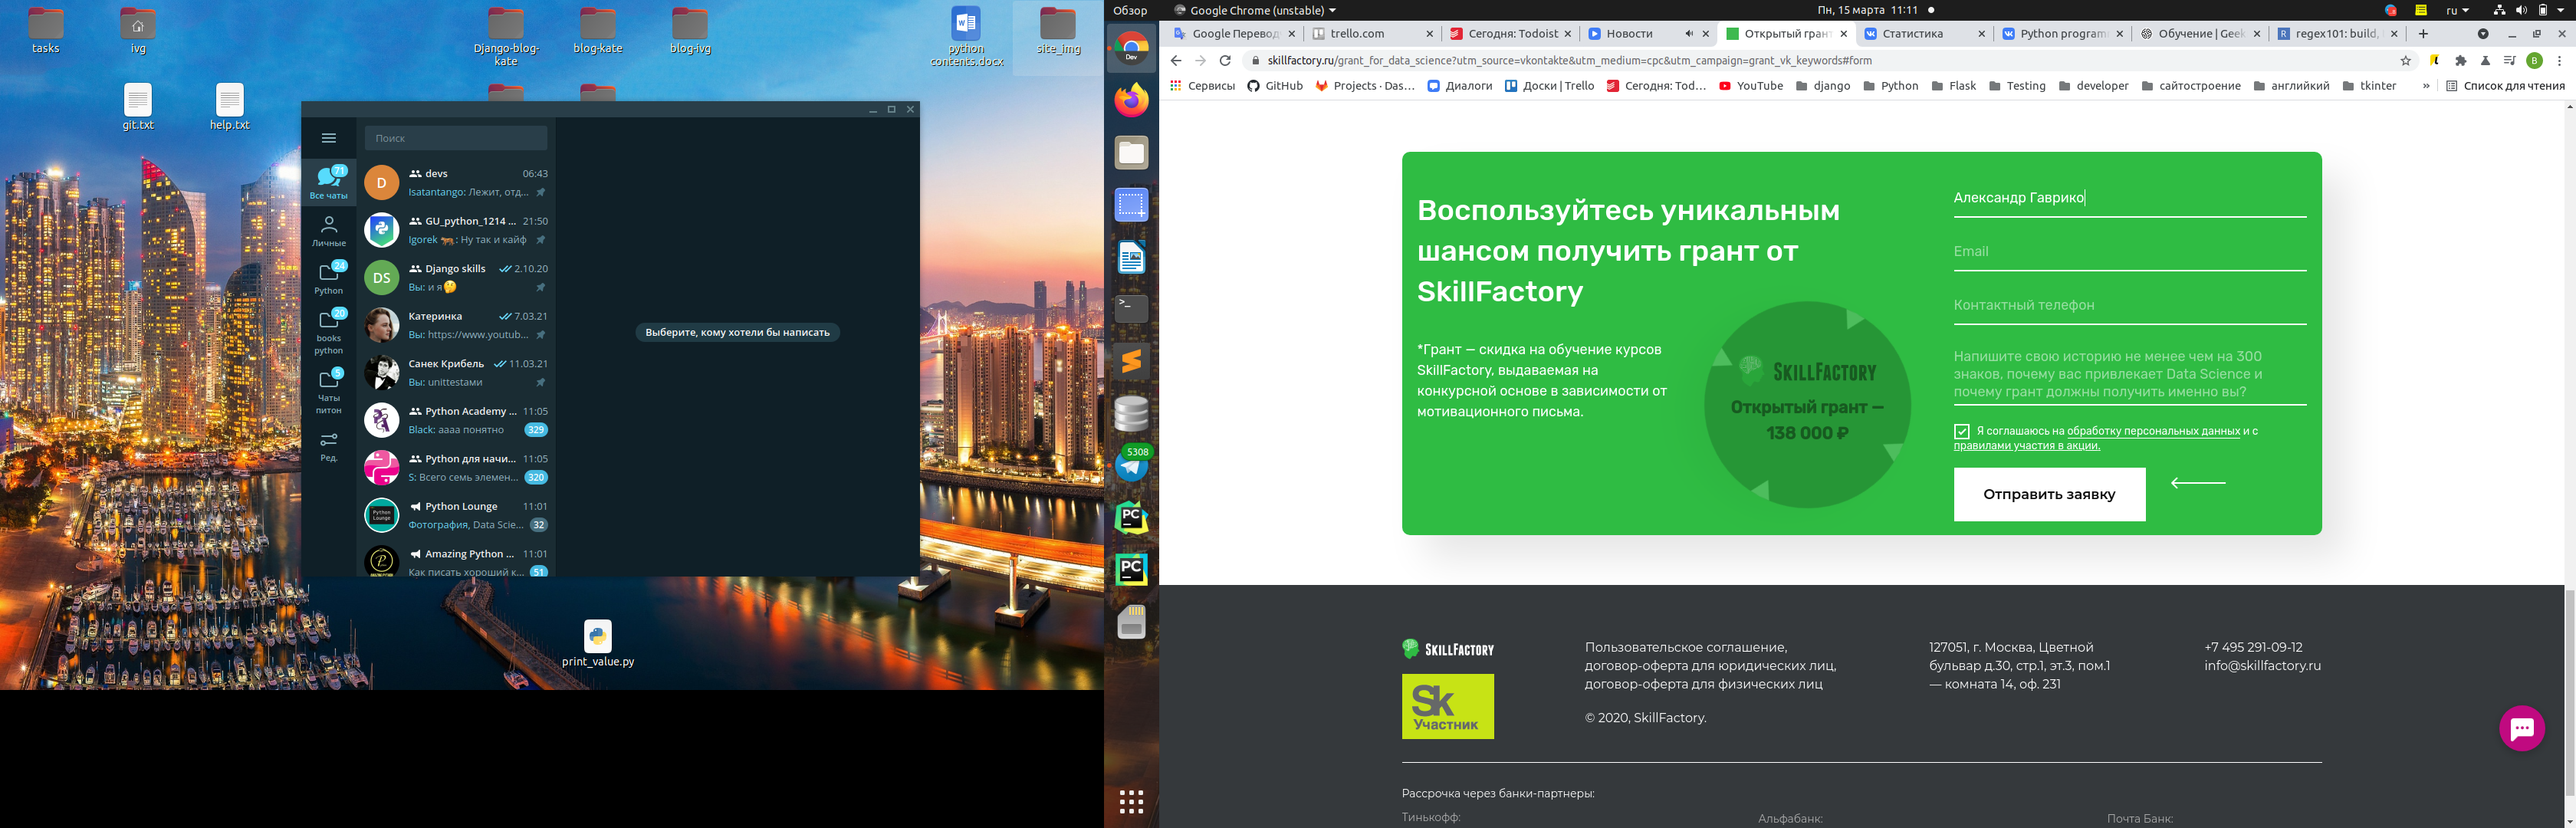 tasks
ivg
Django-blog-
kate
blog-kate
blog-ivg
python
contents.docx
site_img
git.txt
help.txt
print_value.py
Поиск
71
Все чаты
Личные
24
Python
20
books
python
5
Чаты
питон
Ред.
D
devs
06:43
Isatantango: Лежит, отд...
GU_python_1214 ...
21:50
Igorek : Ну так и кайф
DS
Django skills
2.10.20
Вы: и я
Катеринка
7.03.21
Вы: https://www.youtub...
Санек Крибель
11.03.21
Вы: unittestами
Python Academy ...
11:05
Black: аааа понятно
329
Python для начи...
11:05
S: Всего семь элемен...
320
Python Lounge
Python Lounge
11:01
Фотография, Data Scie...
32
Amazing Python ...
11:01
Как писать хороший к...
51
Выберите, кому хотели бы написать
Обзор
Google Chrome (unstable)
Пн, 15 марта 11:11
ru
Dev
5308
PC
PC
Google Перевод
trello.com
Сегодня: Todoist
Новости
Открытый грант
Статистика
Python program
Обучение | Geek
regex101: build,
skillfactory.ru/grant_for_data_science?utm_source=vkontakte&utm_medium=cpc&utm_campaign=grant_vk_keywords#form
B
Сервисы
GitHub
Projects · Das...
Диалоги
Доски | Trello
Сегодня: Tod...
YouTube
django
Python
Flask
Testing
developer
сайтостроение
английский
tkinter
»
Список для чтения
Воспользуйтесь уникальным
шансом получить грант от
SkillFactory
*Грант — скидка на обучение курсов
SkillFactory, выдаваемая на
конкурсной основе в зависимости от
мотивационного письма.
SKILLFACTORY
Открытый грант —
138 000 ₽
Александр Гаврико
Email
Контактный телефон
Напишите свою историю не менее чем на 300
знаков, почему вас привлекает Data Science и
почему грант должны получить именно вы?
Я соглашаюсь на обработку персональных данных и с
правилами участия в акции.
Отправить заявку
SKILLFACTORY
Sk
Участник
Пользовательское соглашение,
договор-оферта для юридических лиц,
договор-оферта для физических лиц
© 2020, SkillFactory.
127051, г. Москва, Цветной
бульвар д.30, стр.1, эт.3, пом.1
— комната 14, оф. 231
+7 495 291-09-12
info@skillfactory.ru
Рассрочка через банки-партнеры:
Тинькофф:
Альфабанк:
Почта Банк: